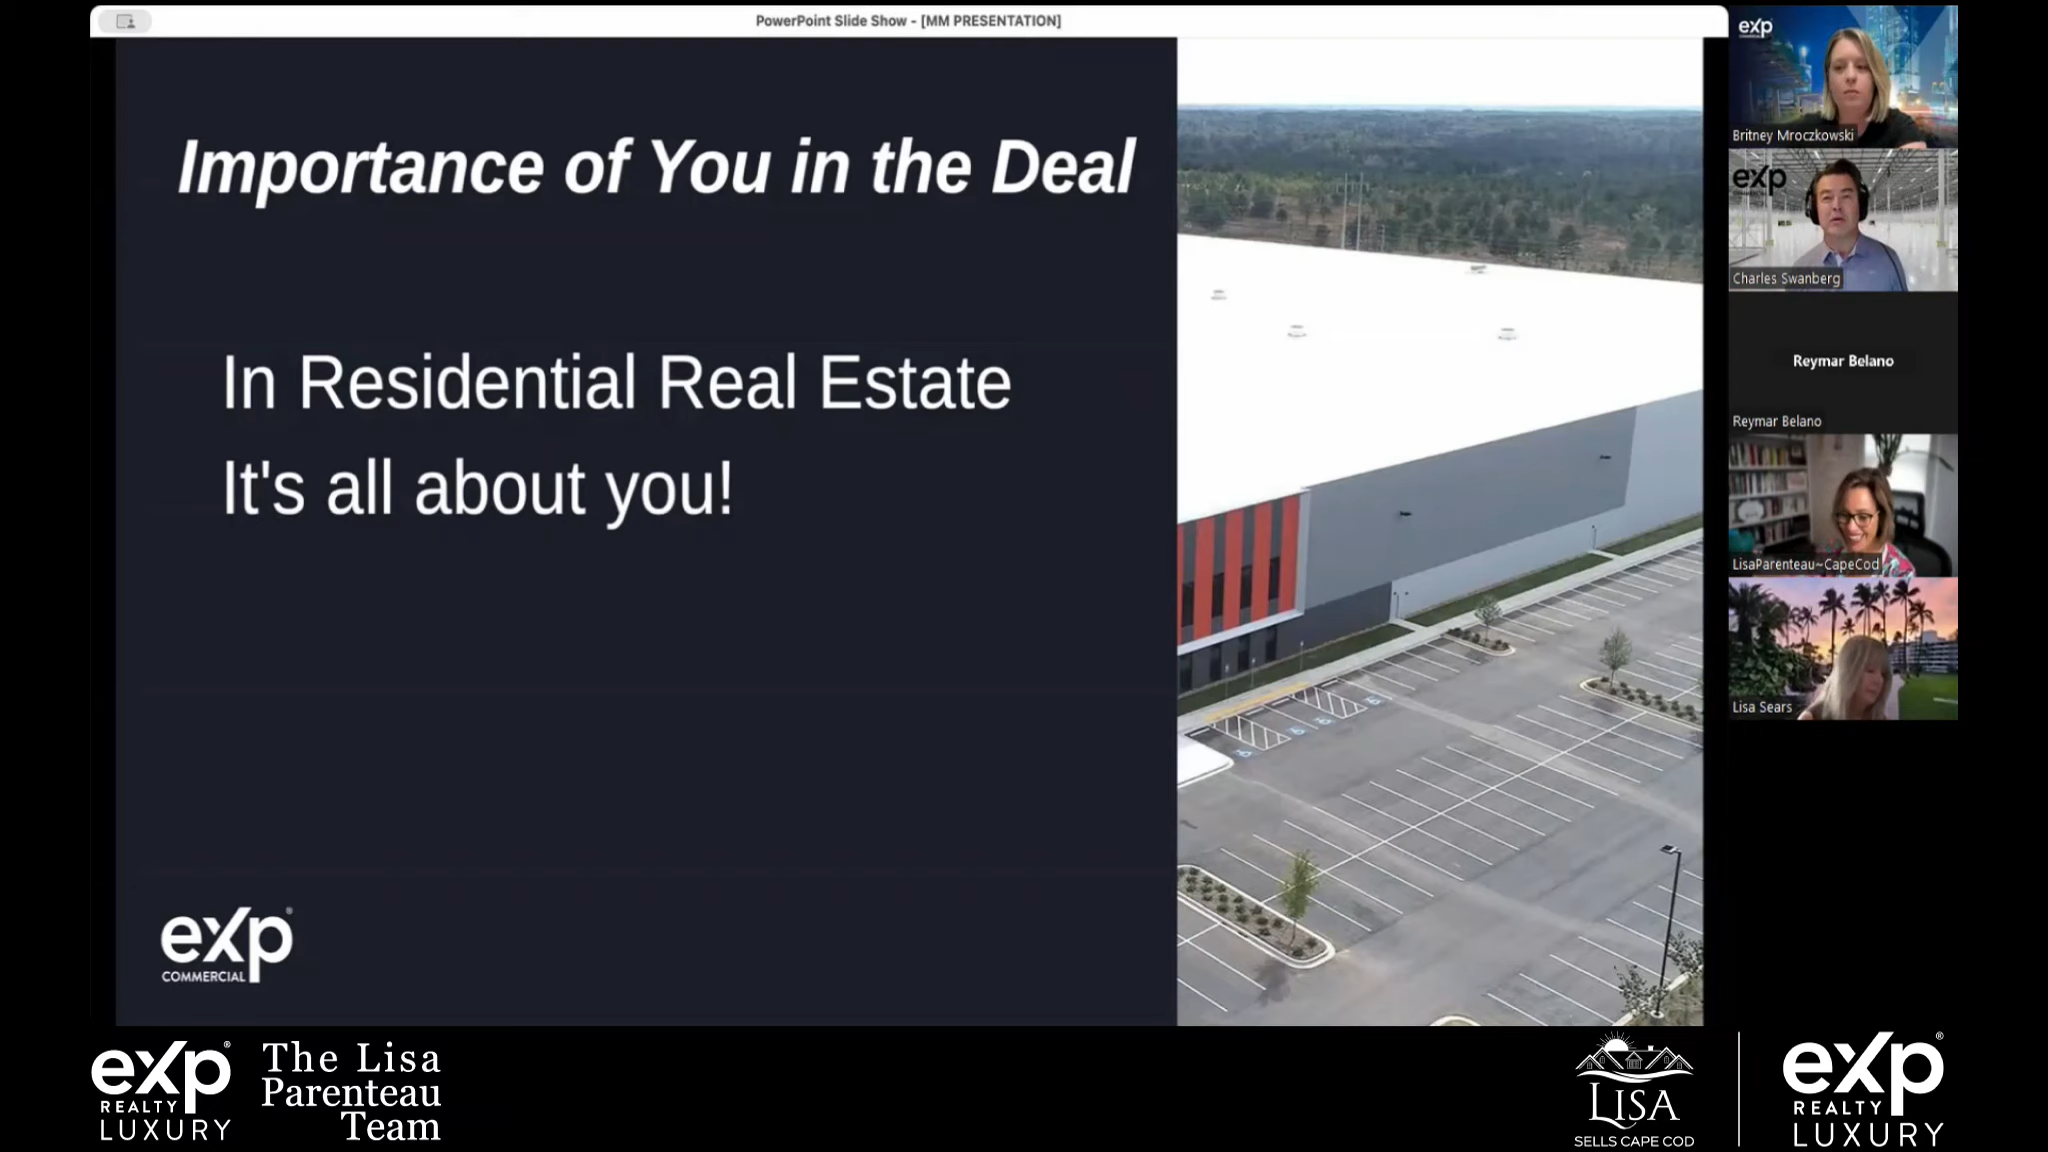 PowerPoint Slide Show - [MM PRESENTATION]
Importance of You in the Deal
In Residential Real Estate
It's all about you!
exp®
COMMERCIAL
exp
Britney Mroczkowski
exp
Charles Swanberg
Reymar Belano
Reymar Belano
LisaParenteau~CapeCod
Lisa Sears
exp®
REALTY
LUXURY
The Lisa
Parenteau
Team
LISA
SELLS CAPE COD
exp®
REALTY
LUXURY